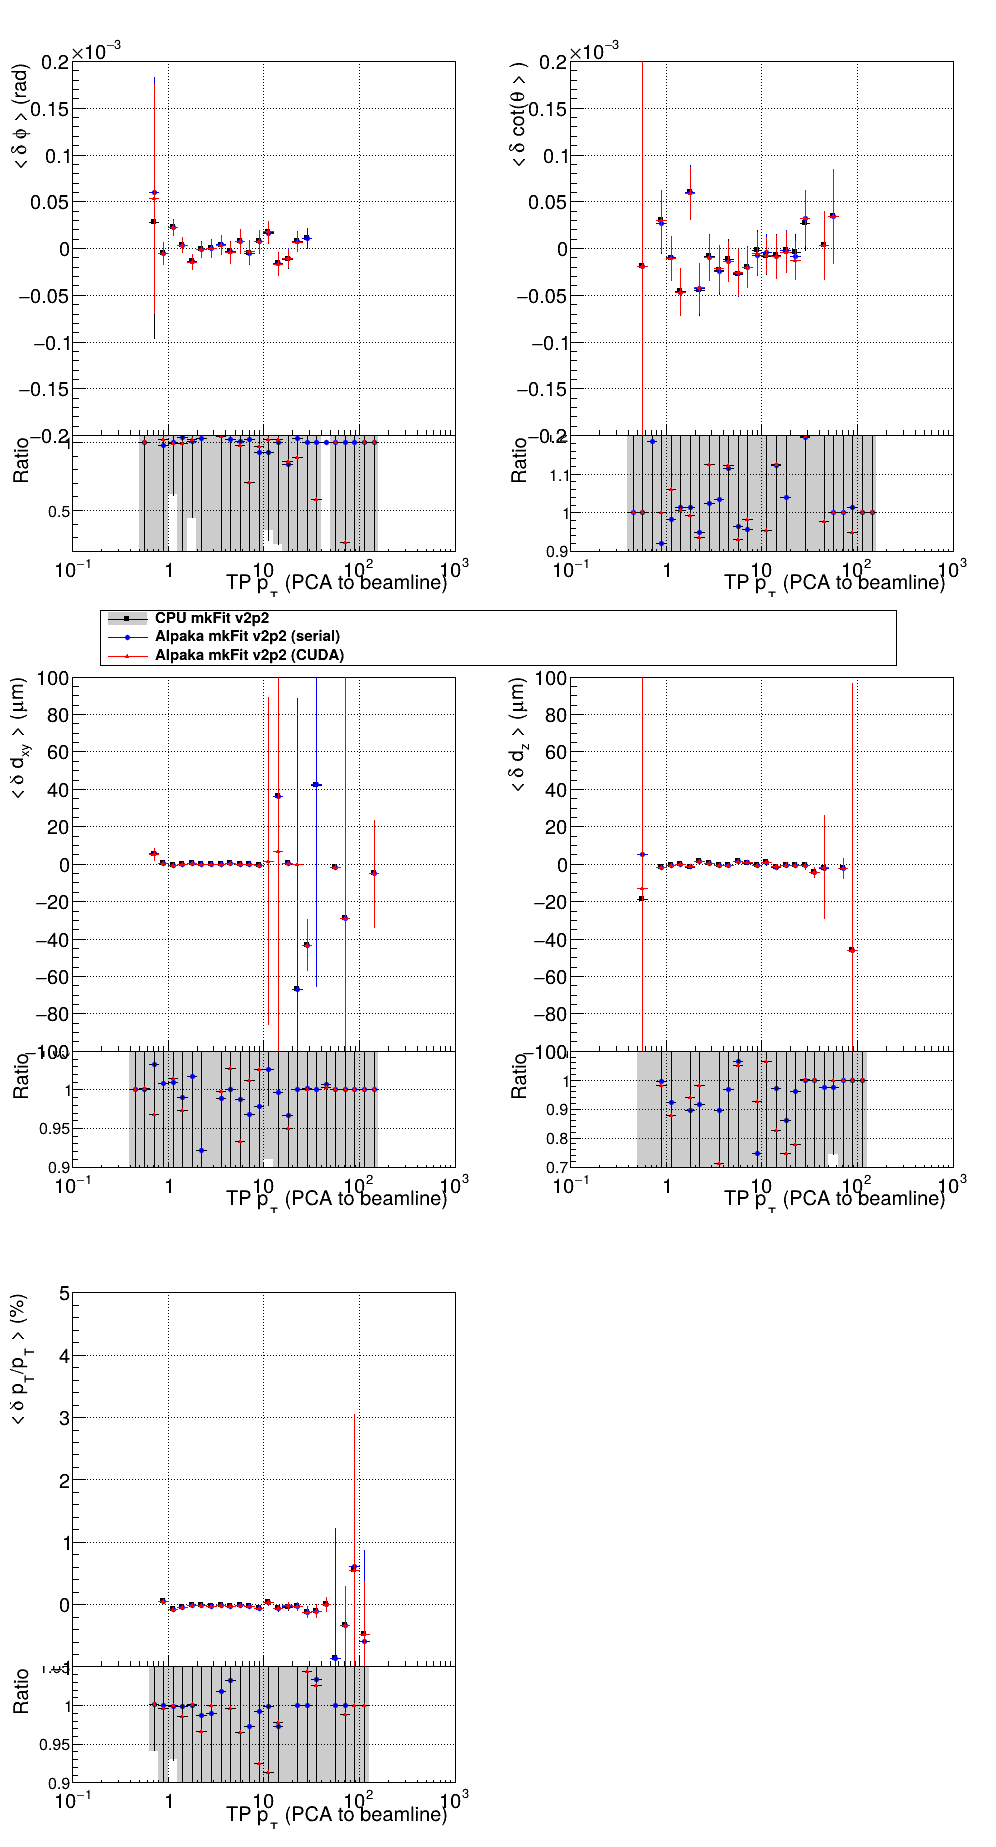 ×10⁻³
< δ ϕ > (rad)
0.2
0.15
0.1
0.05
0
−0.05
−0.1
−0.15
−0.2
Ratio
1
0.5
10⁻¹ 1 10 10² 10³
TP p_T (PCA to beamline)
×10⁻³
< δ cot(θ > )
0.2
0.15
0.1
0.05
0
−0.05
−0.1
−0.15
−0.2
Ratio
1.1
1
0.9
10⁻¹ 1 10 10² 10³
TP p_T (PCA to beamline)
CPU mkFit v2p2
Alpaka mkFit v2p2 (serial)
Alpaka mkFit v2p2 (CUDA)
< δ d_xy > (μm)
100
80
60
40
20
0
−20
−40
−60
−80
−100
Ratio
1
0.95
0.9
10⁻¹ 1 10 10² 10³
TP p_T (PCA to beamline)
< δ d_z > (μm)
100
80
60
40
20
0
−20
−40
−60
−80
−100
Ratio
1
0.9
0.8
0.7
10⁻¹ 1 10 10² 10³
TP p_T (PCA to beamline)
< δ p_T/p_T > (%)
5
4
3
2
1
0
Ratio
1.05
1
0.95
0.9
10⁻¹ 1 10 10² 10³
TP p_T (PCA to beamline)